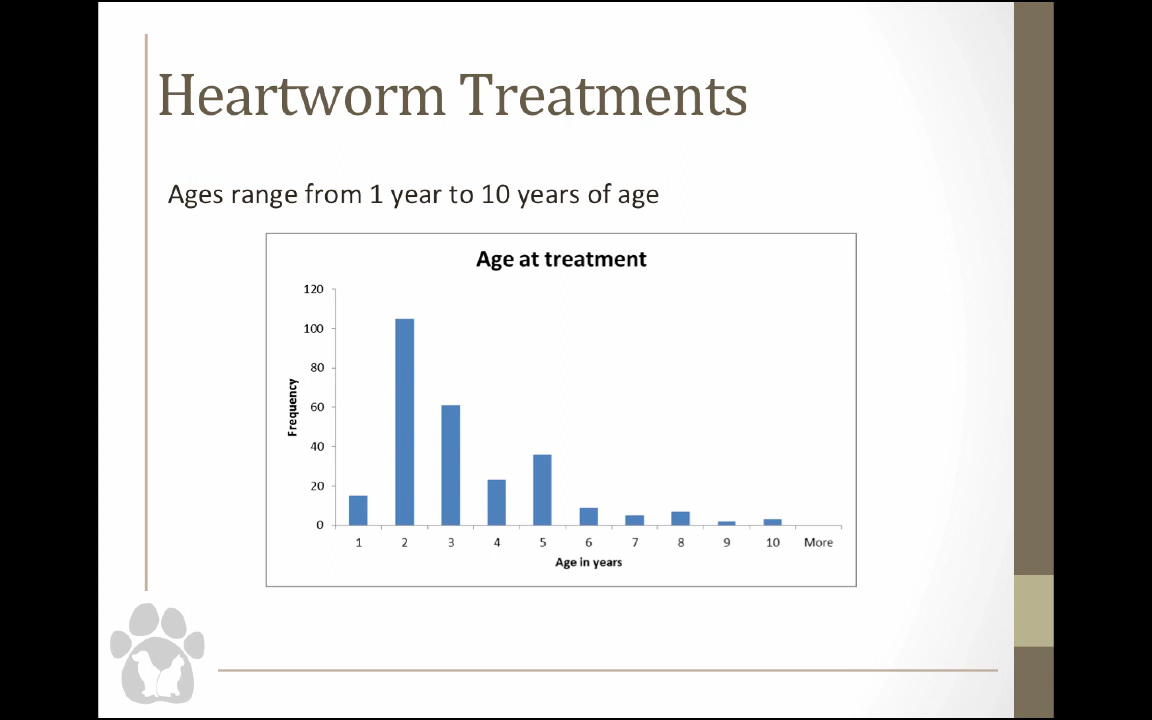 Heartworm Treatments
Ages range from 1 year to 10 years of age
Age at treatment
120
100
80
60
40
20
0
Frequency
1 2 3 4 5 6 7 8 9 10 More
Age in years